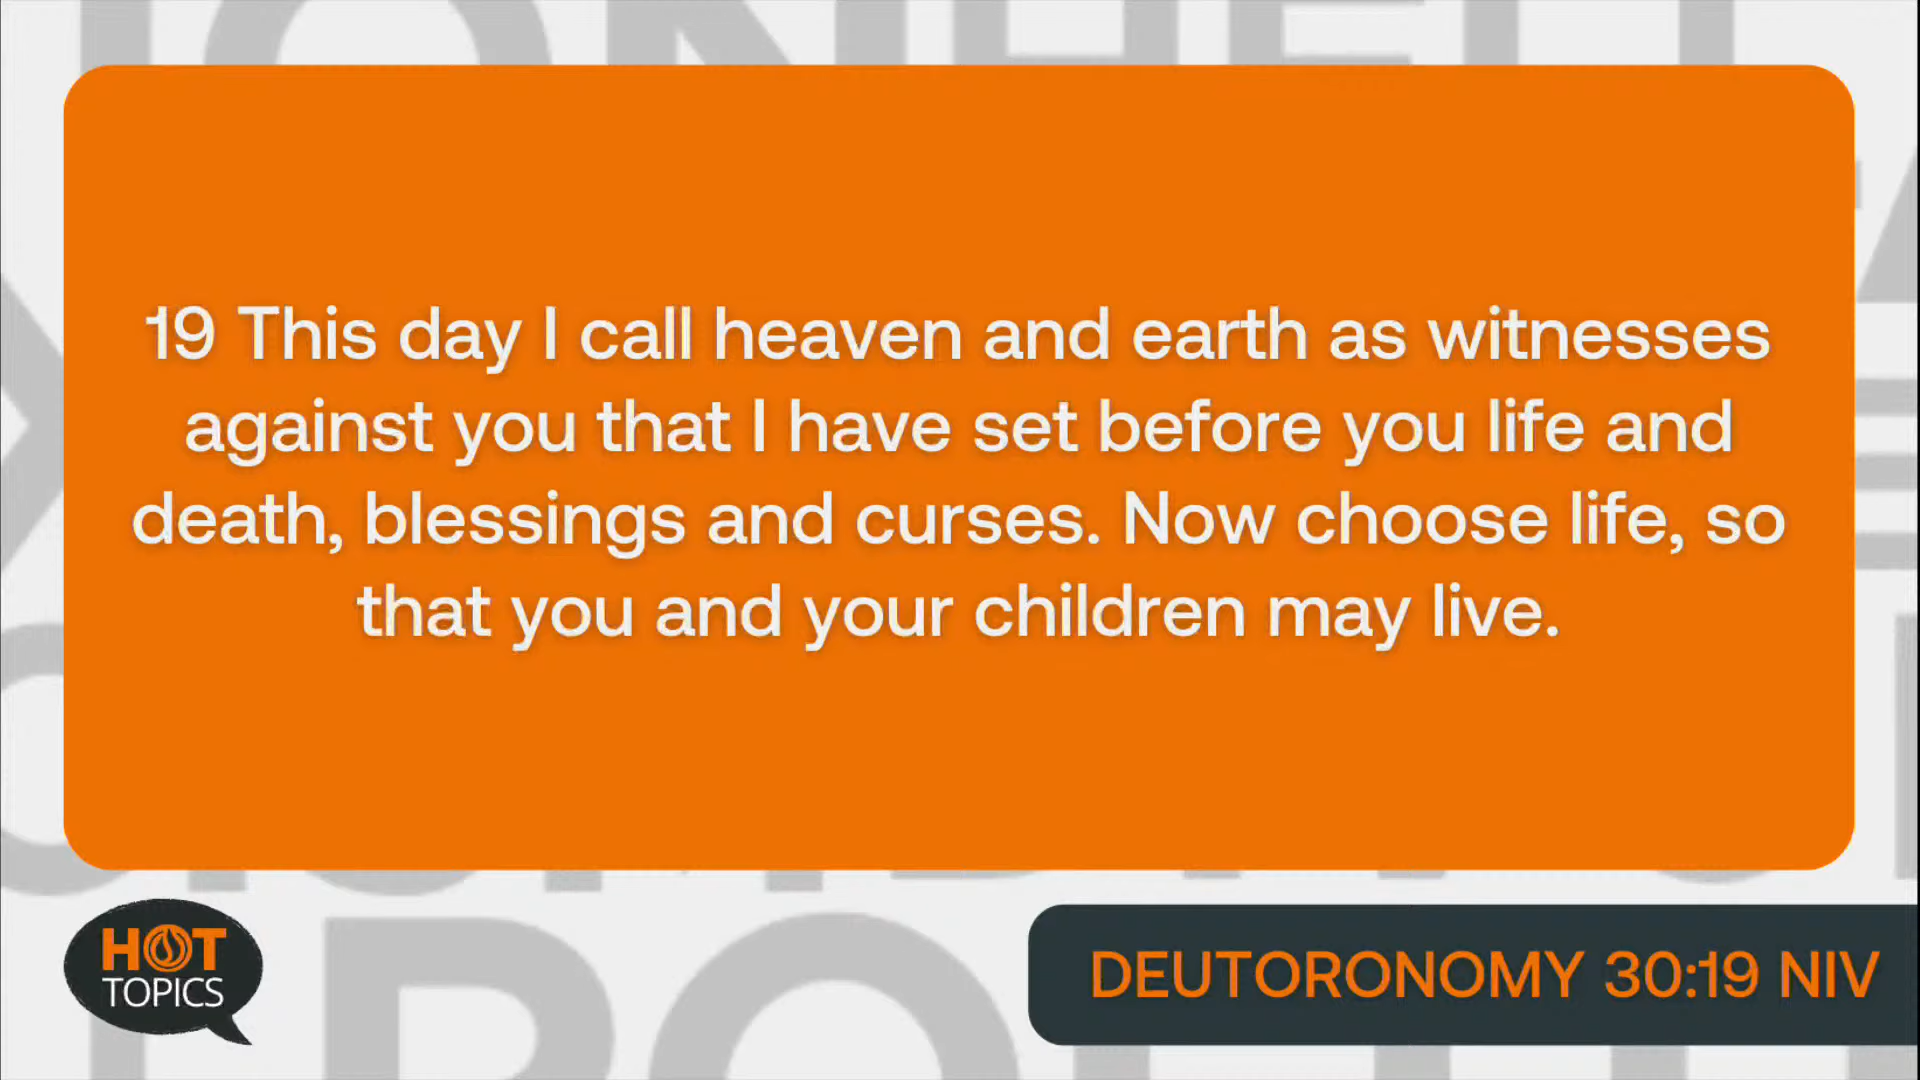 19 This day I call heaven and earth as witnesses
against you that I have set before you life and
death, blessings and curses. Now choose life, so
that you and your children may live.
HOT
TOPICS
DEUTORONOMY 30:19 NIV